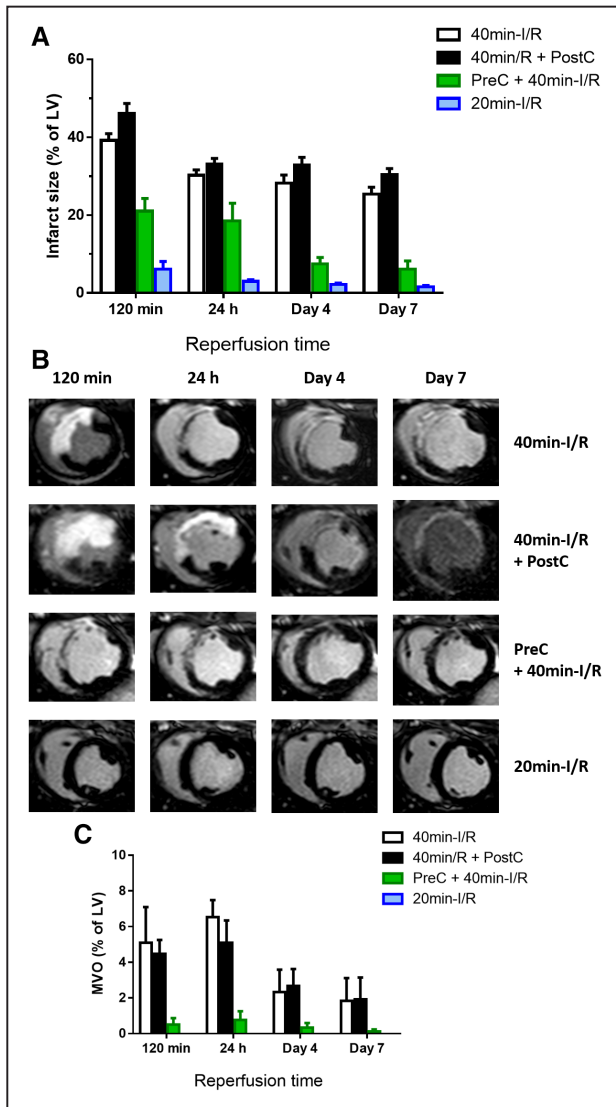 A
40min-I/R
40min/R + PostC
PreC + 40min-I/R
20min-I/R
Infarct size (% of LV)
60
40
20
0
120 min
24 h
Day 4
Day 7
Reperfusion time
B
120 min
24 h
Day 4
Day 7
40min-I/R
40min-I/R
+ PostC
PreC
+ 40min-I/R
20min-I/R
C
40min-I/R
40min/R + PostC
PreC + 40min-I/R
20min-I/R
MVO (% of LV)
10
8
6
4
2
0
120 min
24 h
Day 4
Day 7
Reperfusion time